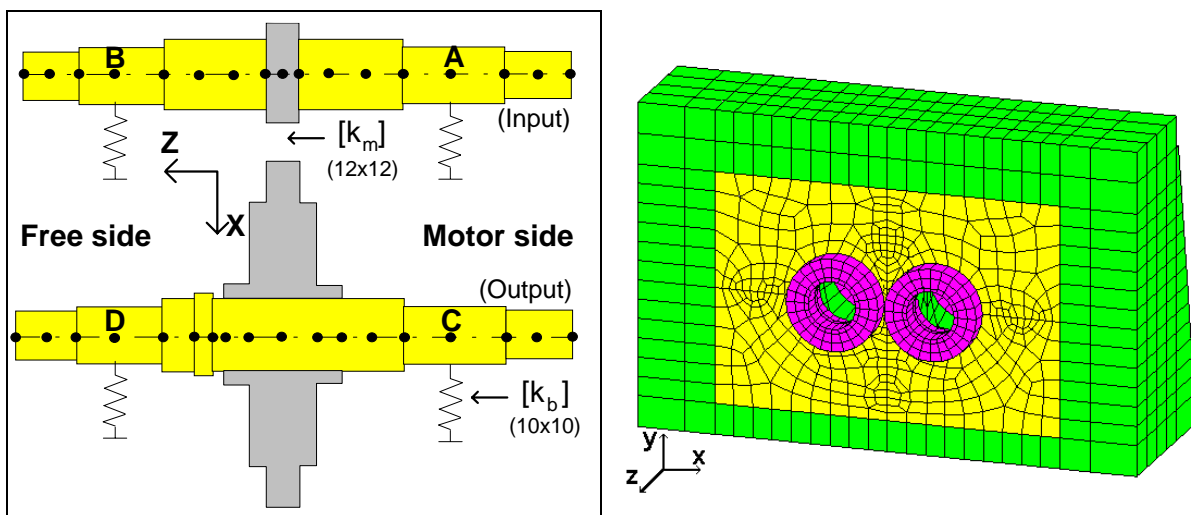 B
A
(Input)
[k_m]
(12x12)
Z
X
Free side
Motor side
(Output)
D
C
[k_b]
(10x10)
y
x
z